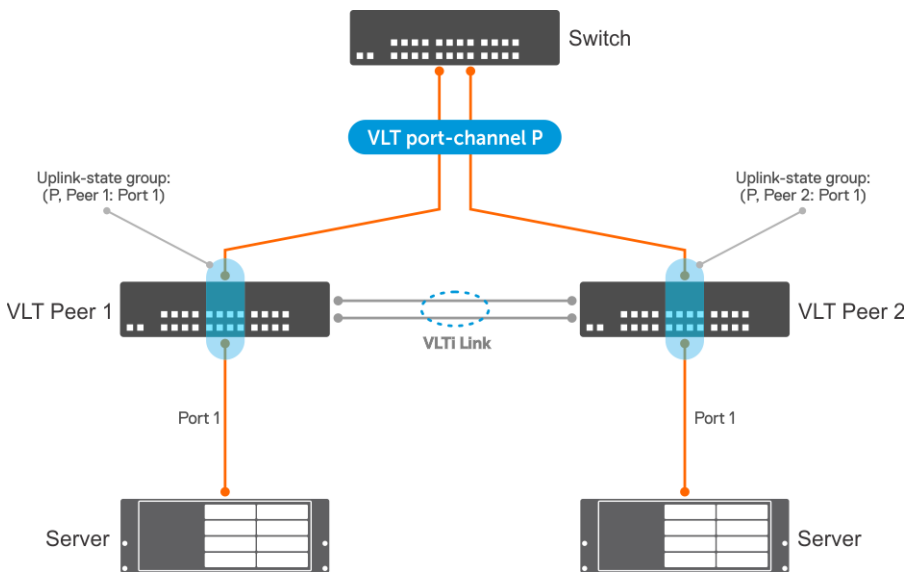 Switch
VLT port-channel P
Uplink-state group:
(P, Peer 1: Port 1)
Uplink-state group:
(P, Peer 2: Port 1)
VLT Peer 1
VLT Peer 2
VLTi Link
Port 1
Port 1
Server
Server